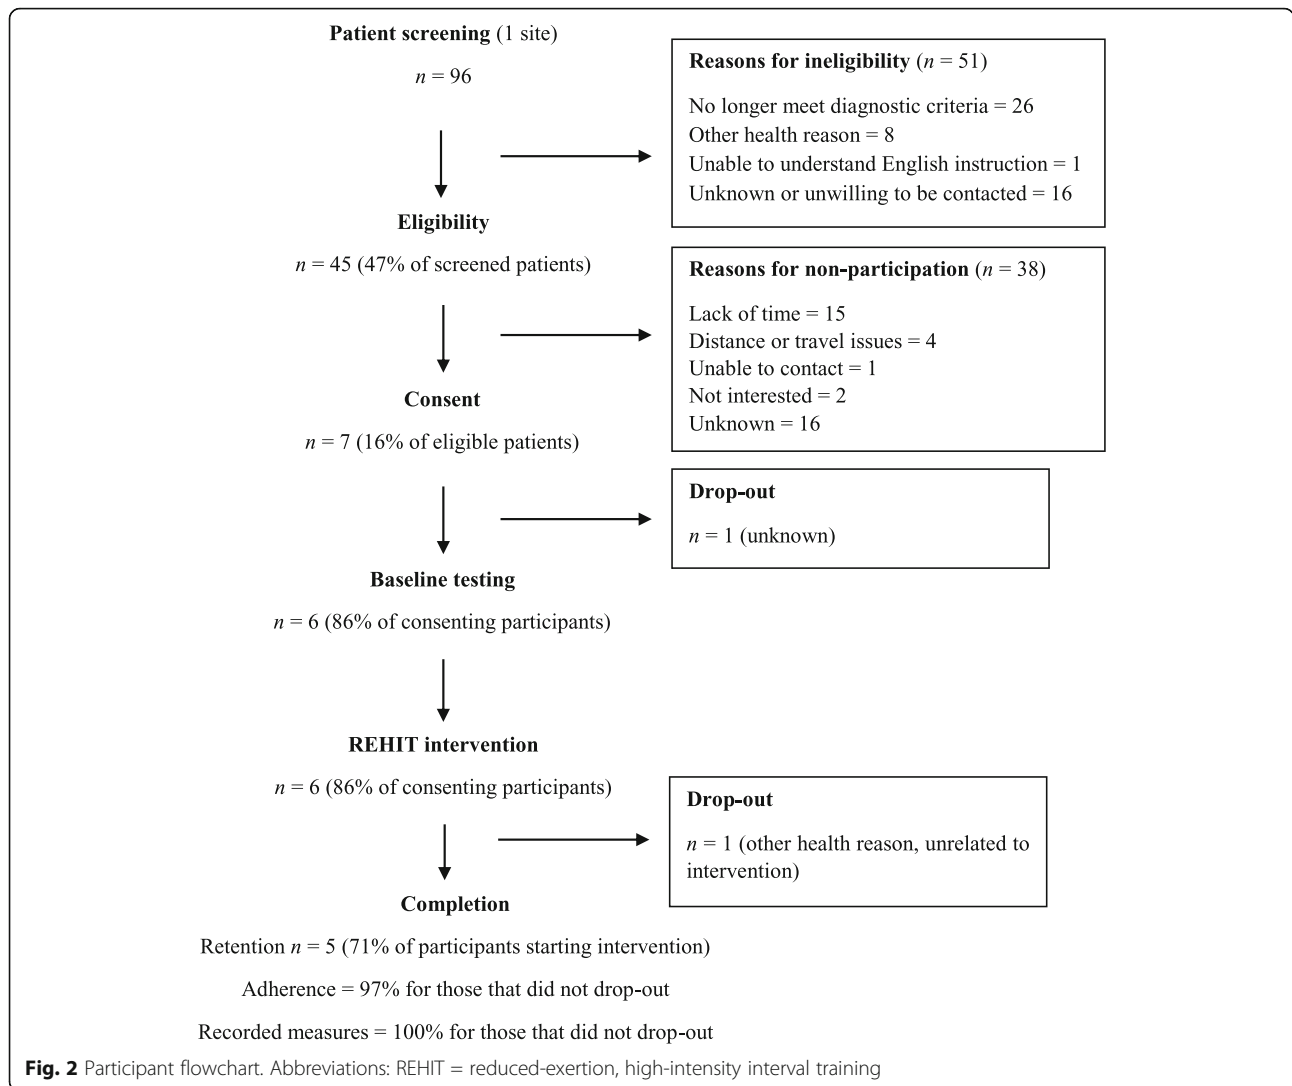 Patient screening (1 site)
n = 96
Reasons for ineligibility (n = 51)
No longer meet diagnostic criteria = 26
Other health reason = 8
Unable to understand English instruction = 1
Unknown or unwilling to be contacted = 16
Eligibility
n = 45 (47% of screened patients)
Reasons for non-participation (n = 38)
Lack of time = 15
Distance or travel issues = 4
Unable to contact = 1
Not interested = 2
Unknown = 16
Consent
n = 7 (16% of eligible patients)
Drop-out
n = 1 (unknown)
Baseline testing
n = 6 (86% of consenting participants)
REHIT intervention
n = 6 (86% of consenting participants)
Drop-out
n = 1 (other health reason, unrelated to
intervention)
Completion
Retention n = 5 (71% of participants starting intervention)
Adherence = 97% for those that did not drop-out
Recorded measures = 100% for those that did not drop-out
Fig. 2 Participant flowchart. Abbreviations: REHIT = reduced-exertion, high-intensity interval training